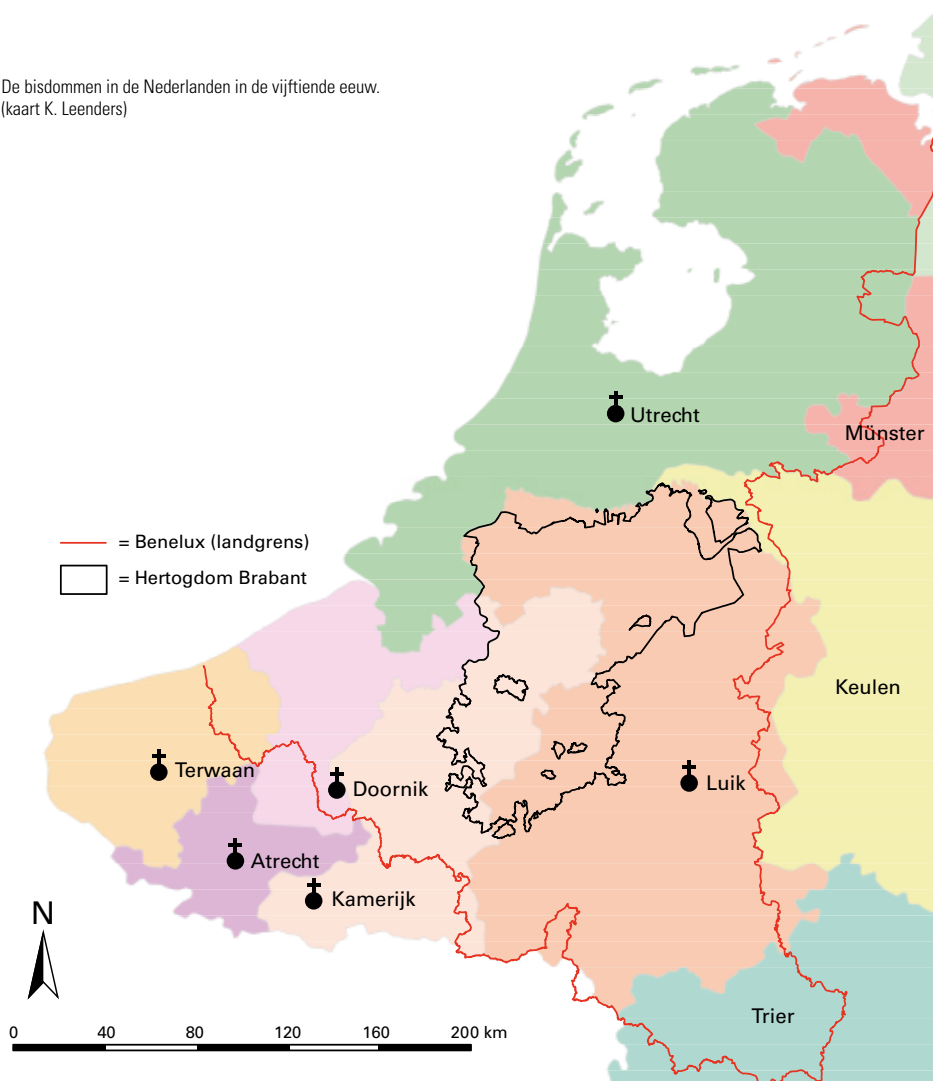 De bisdommen in de Nederlanden in de vijftiende eeuw.
(kaart K. Leenders)
Utrecht
Münster
= Benelux (landgrens)
= Hertogdom Brabant
Keulen
Terwaan
Doornik
Luik
Atrecht
Kamerijk
N
Trier
0 40 80 120 160 200 km